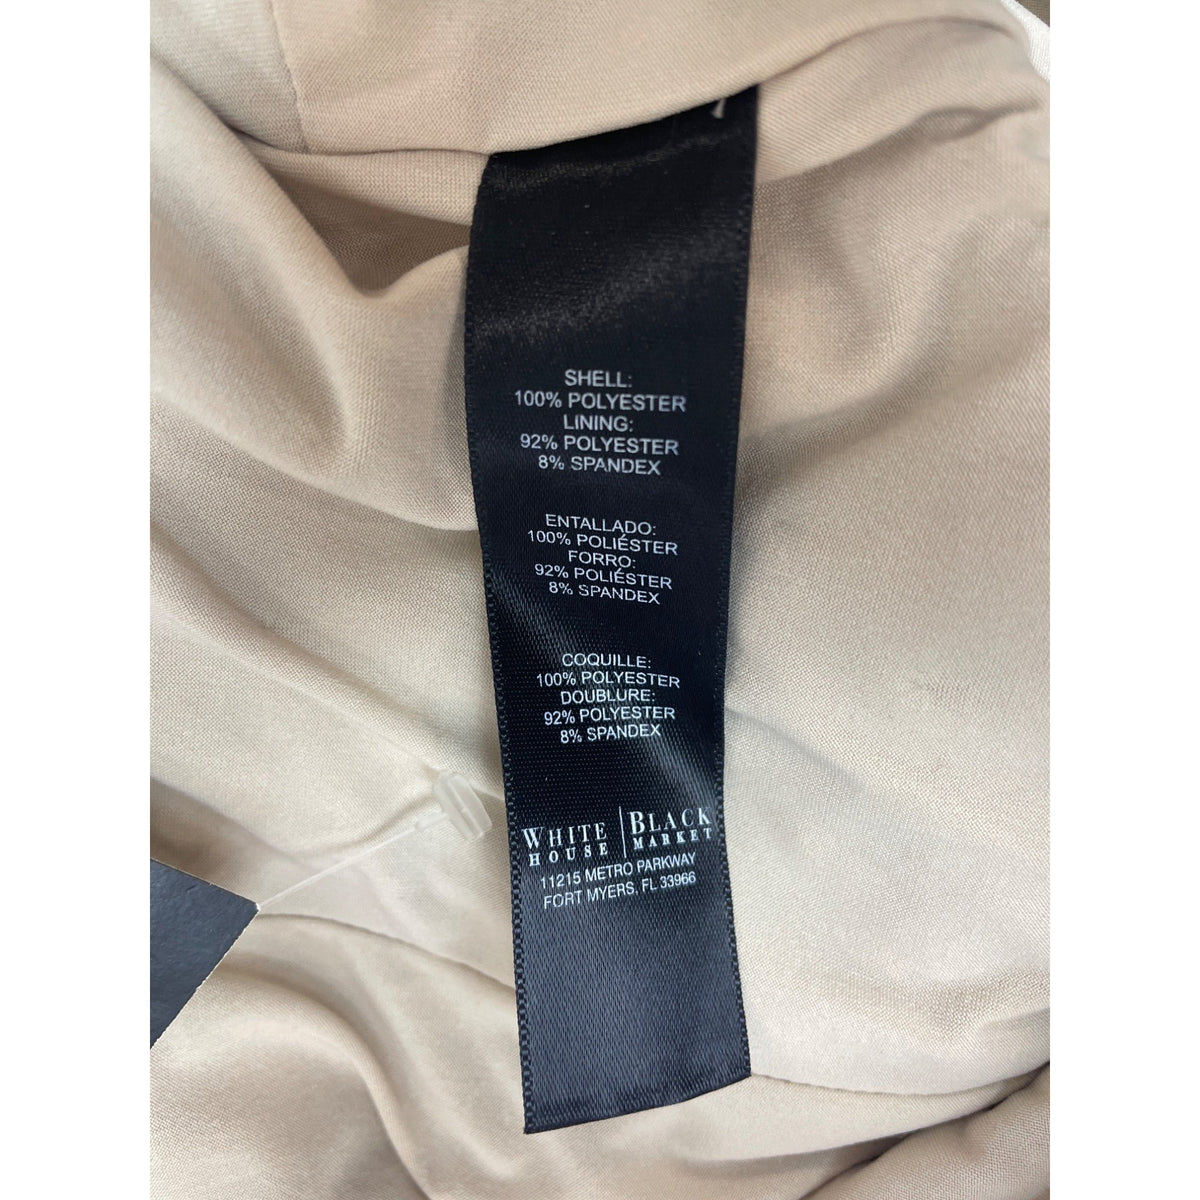 SHELL:
100% POLYESTER
LINING:
92% POLYESTER
8% SPANDEX
ENTALLADO:
100% POLIÉSTER
FORRO:
92% POLIÉSTER
8% SPANDEX
COQUILLE:
100% POLYESTER
DOUBLURE:
92% POLYESTER
8% SPANDEX
WHITE HOUSE | BLACK MARKET
11215 METRO PARKWAY
FORT MYERS, FL 33966